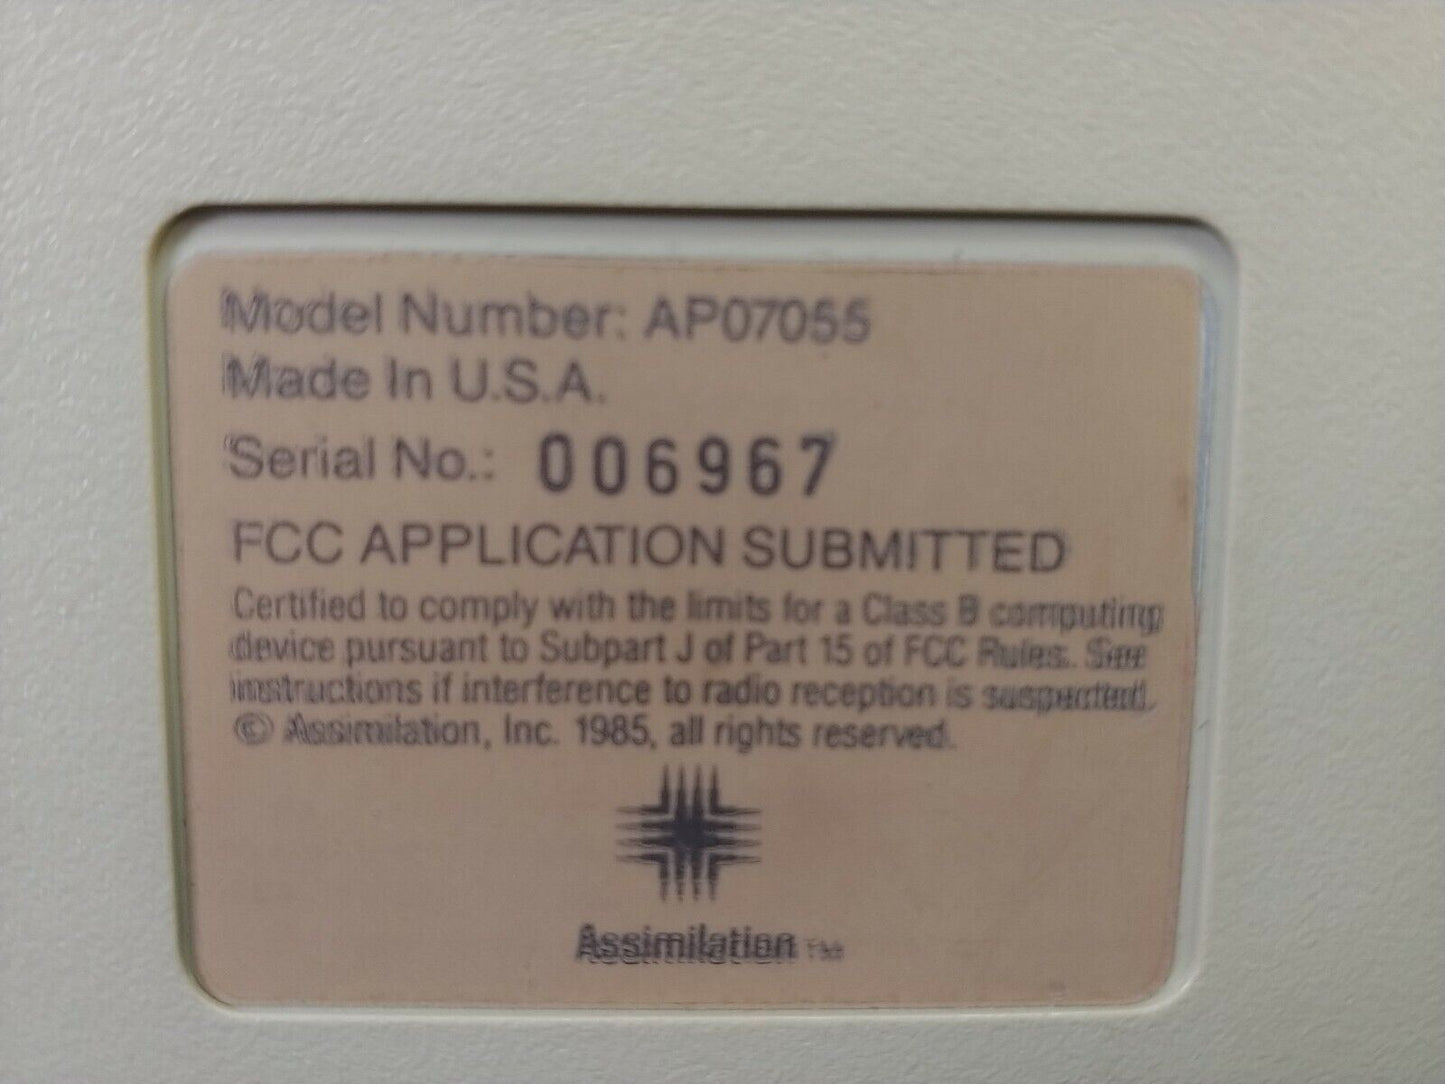 Model Number: AP07055
Made In U.S.A.
Serial No.: 006967
FCC APPLICATION SUBMITTED
Certified to comply with the limits for a Class B computing
device pursuant to Subpart J of Part 15 of FCC Rules. See
instructions if interference to radio reception is suspected.
© Assimilation, Inc. 1985, all rights reserved.
Assimilation TM